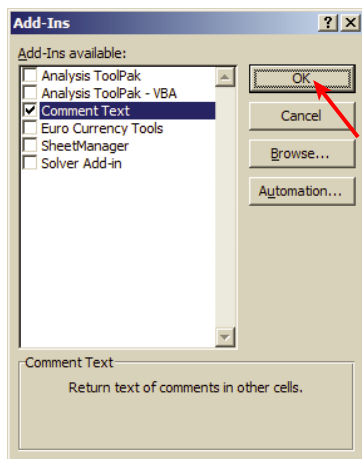 Add-Ins
Add-Ins available:
Analysis ToolPak
Analysis ToolPak - VBA
Comment Text
Euro Currency Tools
SheetManager
Solver Add-in
OK
Cancel
Browse...
Automation...
Comment Text
Return text of comments in other cells.